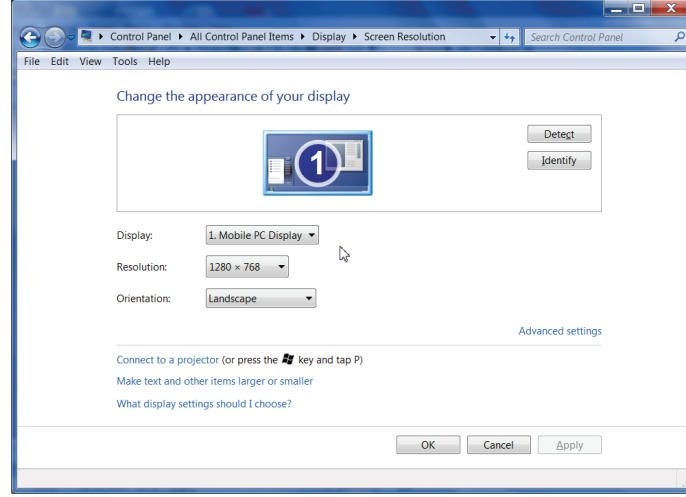 Control Panel ▸ All Control Panel Items ▸ Display ▸ Screen Resolution
Search Control Panel
File Edit View Tools Help
Change the appearance of your display
1
Detect
Identify
Display: 1. Mobile PC Display
Resolution: 1280 × 768
Orientation: Landscape
Advanced settings
Connect to a projector (or press the key and tap P)
Make text and other items larger or smaller
What display settings should I choose?
OK Cancel Apply